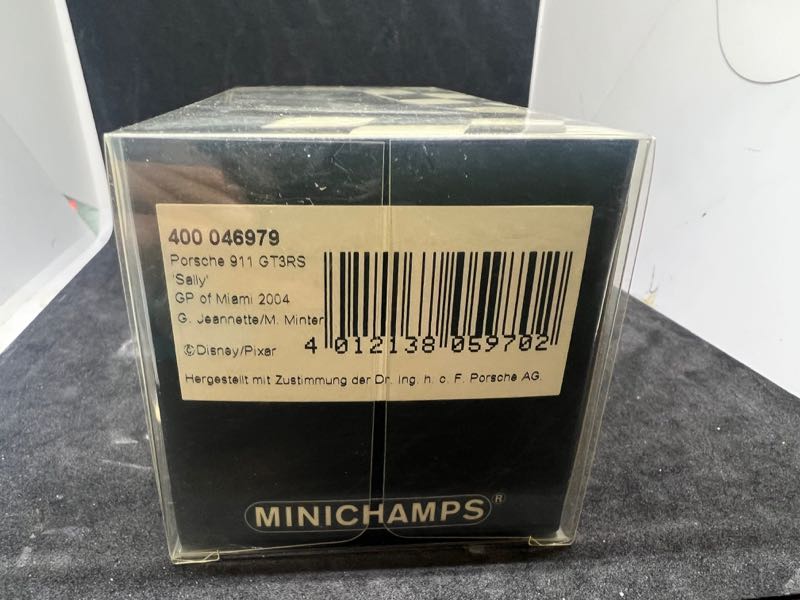 400 046979
Porsche 911 GT3RS
'Sally'
GP of Miami 2004
G. Jeannette/M. Minter
©Disney/Pixar
4 012138 059702
Hergestellt mit Zustimmung der Dr. Ing. h. c. F. Porsche AG.
MINICHAMPS®